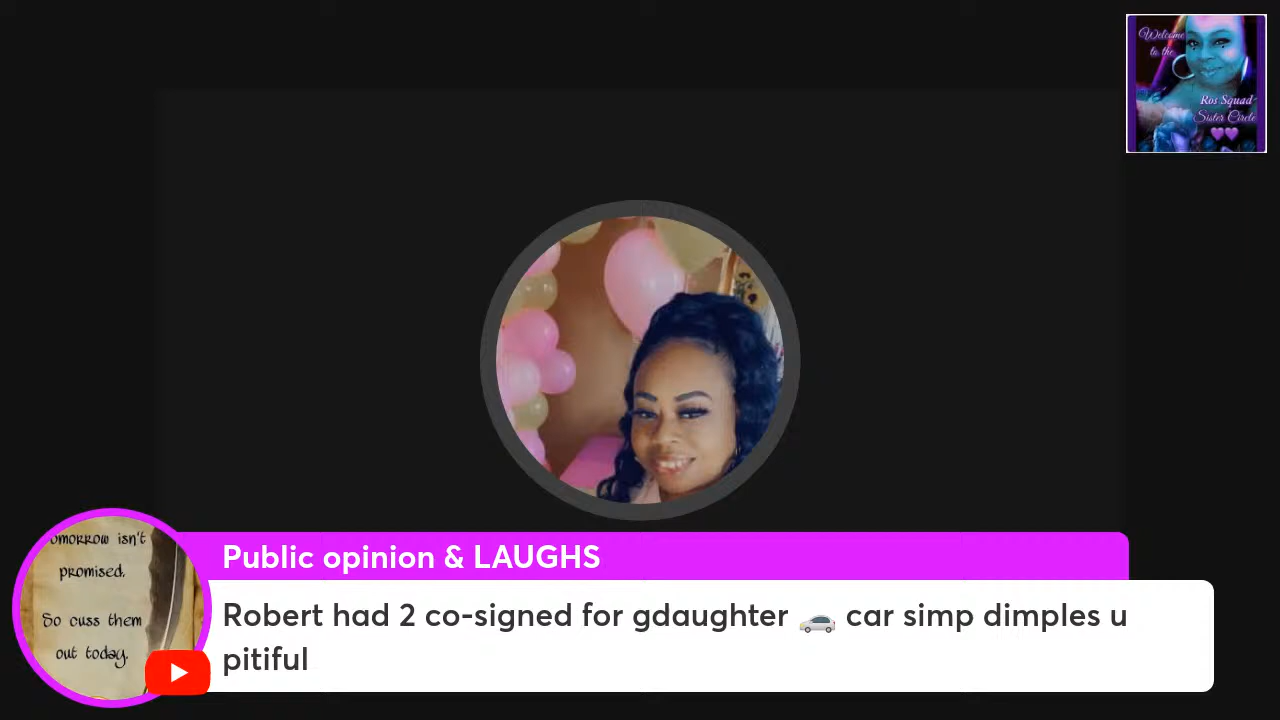 Welcome
to the
Ros Squad
Sister Circle
omorrow isn't
promised.
So cuss them
out today.
Public opinion & LAUGHS
Robert had 2 co-signed for gdaughter 🚗 car simp dimples u
pitiful